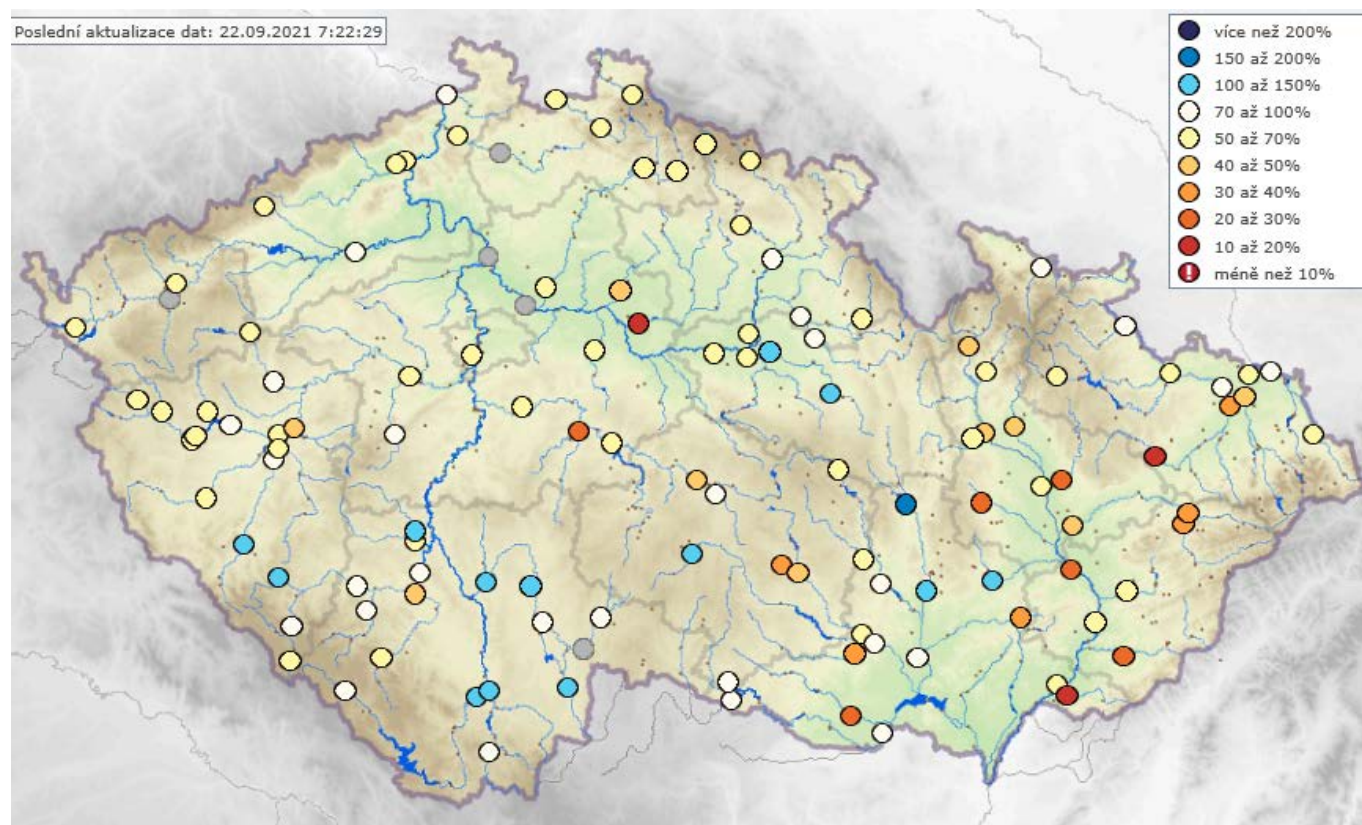 Poslední aktualizace dat: 22.09.2021 7:22:29
více než 200%
150 až 200%
100 až 150%
70 až 100%
50 až 70%
40 až 50%
30 až 40%
20 až 30%
10 až 20%
méně než 10%